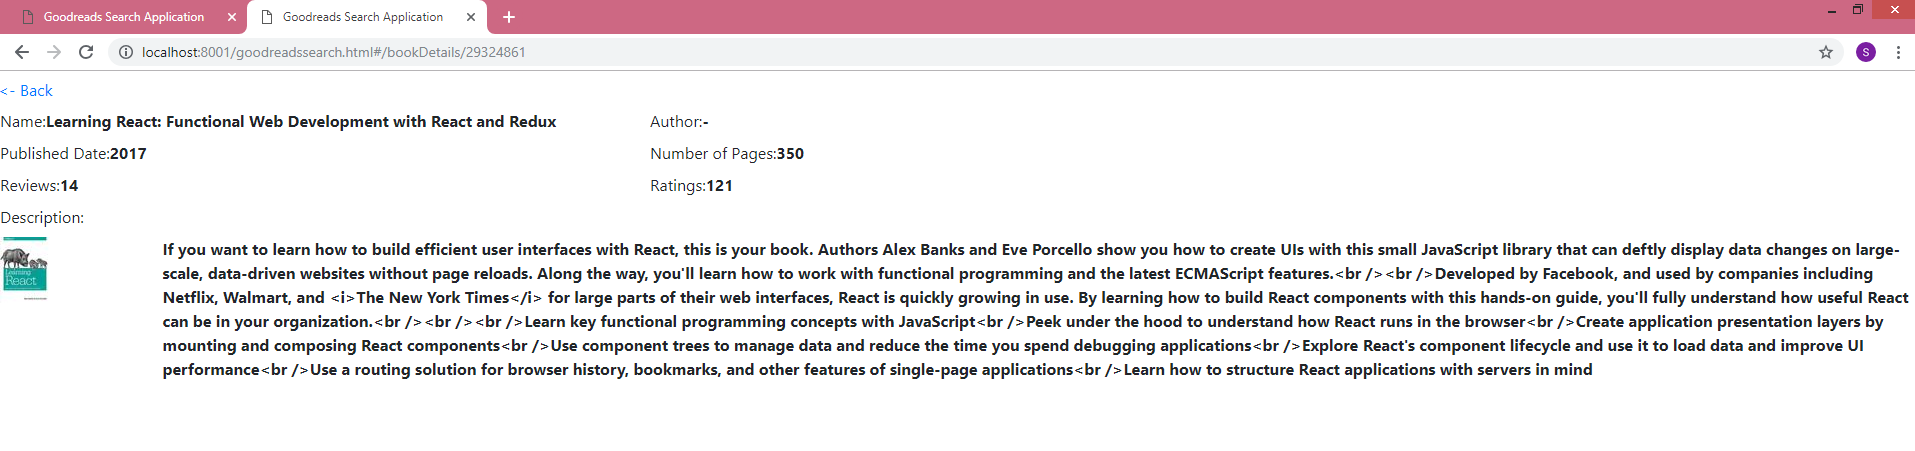 Goodreads Search Application
Goodreads Search Application
localhost:8001/goodreadssearch.html#/bookDetails/29324861
S
<- Back
Name:Learning React: Functional Web Development with React and Redux Author:-
Published Date:2017 Number of Pages:350
Reviews:14 Ratings:121
Description:
Learning
React
If you want to learn how to build efficient user interfaces with React, this is your book. Authors Alex Banks and Eve Porcello show you how to create UIs with this small JavaScript library that can deftly display data changes on large-
scale, data-driven websites without page reloads. Along the way, you'll learn how to work with functional programming and the latest ECMAScript features.<br /><br />Developed by Facebook, and used by companies including
Netflix, Walmart, and <i>The New York Times</i> for large parts of their web interfaces, React is quickly growing in use. By learning how to build React components with this hands-on guide, you'll fully understand how useful React
can be in your organization.<br /><br /><br />Learn key functional programming concepts with JavaScript<br />Peek under the hood to understand how React runs in the browser<br />Create application presentation layers by
mounting and composing React components<br />Use component trees to manage data and reduce the time you spend debugging applications<br />Explore React's component lifecycle and use it to load data and improve UI
performance<br />Use a routing solution for browser history, bookmarks, and other features of single-page applications<br />Learn how to structure React applications with servers in mind